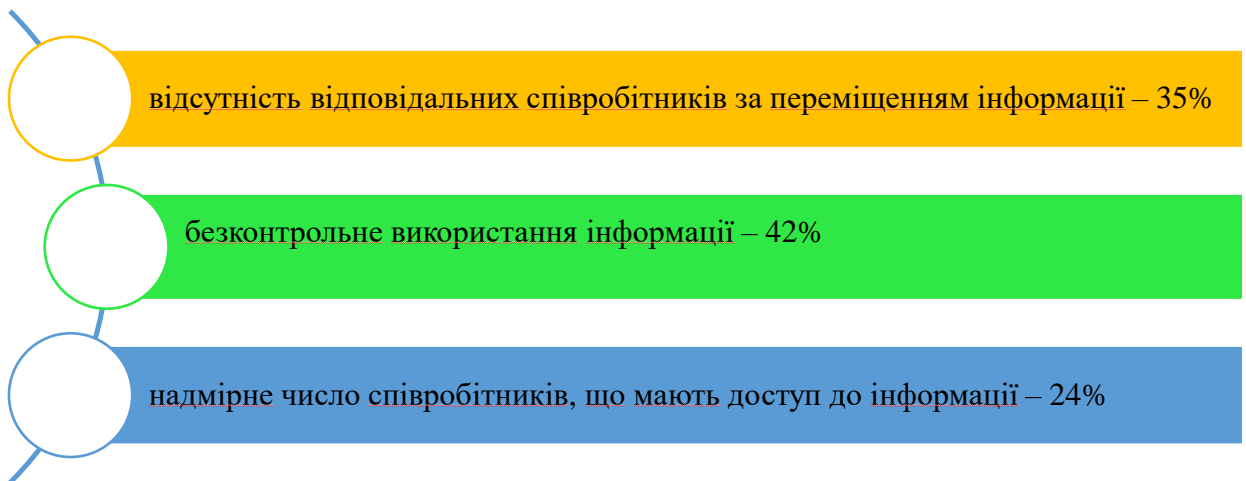 відсутність відповідальних співробітників за переміщенням інформації – 35%
безконтрольне використання інформації – 42%
надмірне число співробітників, що мають доступ до інформації – 24%